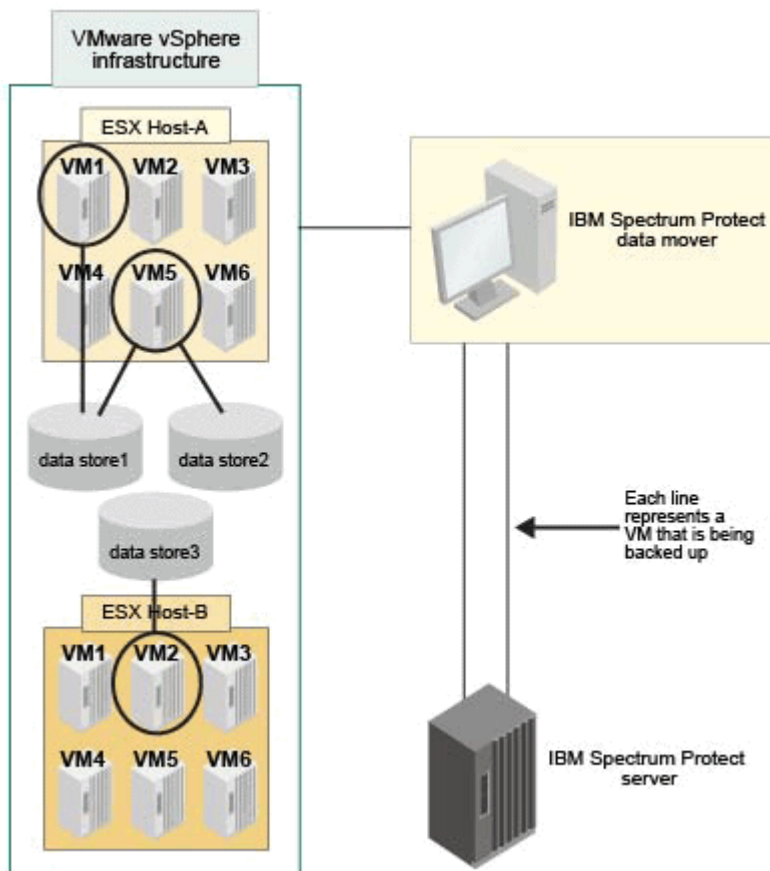 VMware vSphere
infrastructure
ESX Host-A
VM1 VM2 VM3
VM4 VM5 VM6
data store1 data store2
data store3
ESX Host-B
VM1 VM2 VM3
VM4 VM5 VM6
IBM Spectrum Protect
data mover
Each line
represents a
VM that is being
backed up
IBM Spectrum Protect
server